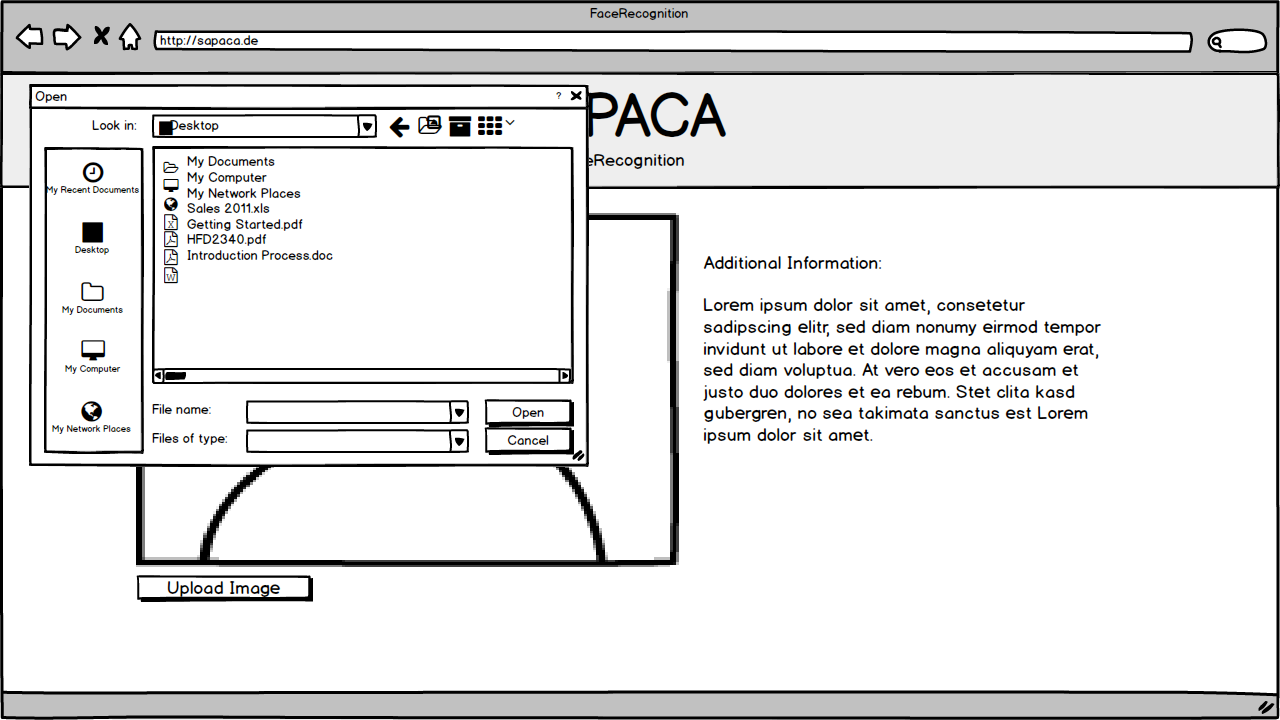 FaceRecognition
http://sapaca.de
Open
?
PACA
Look in:
Desktop
eRecognition
My Recent Documents
Desktop
My Documents
My Computer
My Network Places
My Documents
My Computer
My Network Places
Sales 2011.xls
Getting Started.pdf
HFD2340.pdf
Introduction Process.doc
File name:
Open
Files of type:
Cancel
Additional Information:
Lorem ipsum dolor sit amet, consetetur
sadipscing elitr, sed diam nonumy eirmod tempor
invidunt ut labore et dolore magna aliquyam erat,
sed diam voluptua. At vero eos et accusam et
justo duo dolores et ea rebum. Stet clita kasd
gubergren, no sea takimata sanctus est Lorem
ipsum dolor sit amet.
Upload Image